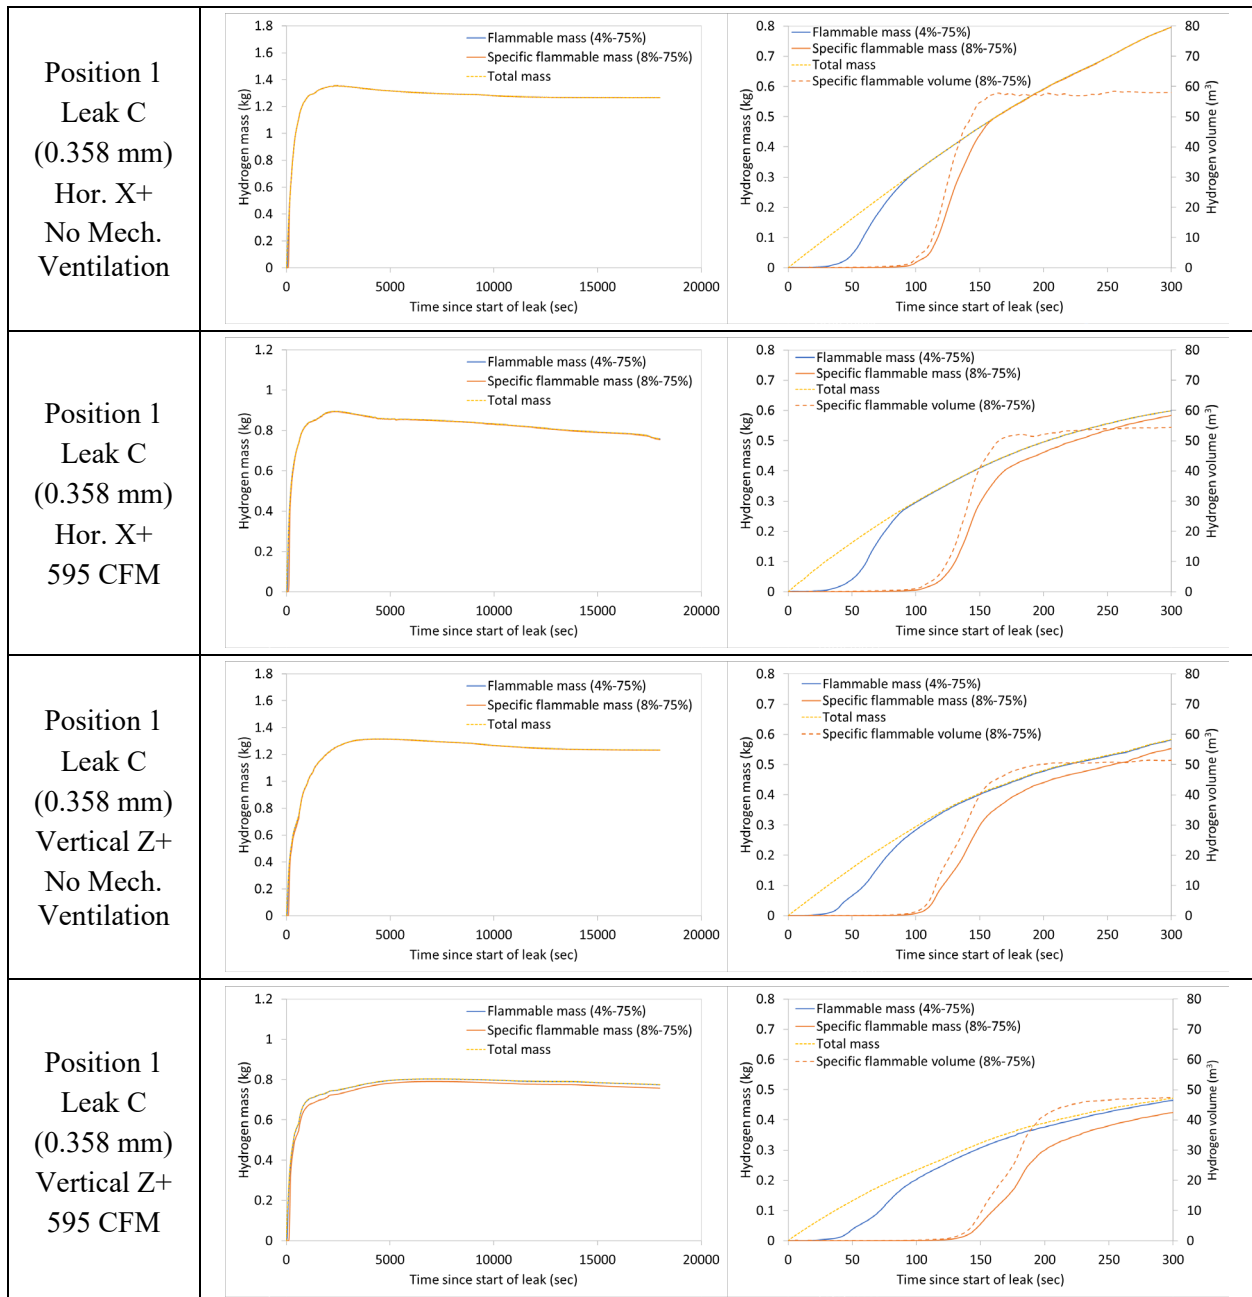 Position 1
Leak C
(0.358 mm)
Hor. X+
No Mech.
Ventilation
1.8
1.6
1.4
1.2
1
0.8
0.6
0.4
0.2
0
Hydrogen mass (kg)
Flammable mass (4%-75%)
Specific flammable mass (8%-75%)
Total mass
0 5000 10000 15000 20000
Time since start of leak (sec)
0.8
0.7
0.6
0.5
0.4
0.3
0.2
0.1
0
Hydrogen mass (kg)
Flammable mass (4%-75%)
Specific flammable mass (8%-75%)
Total mass
Specific flammable volume (8%-75%)
80
70
60
50
40
30
20
10
0
Hydrogen volume (m³)
0 50 100 150 200 250 300
Time since start of leak (sec)
Position 1
Leak C
(0.358 mm)
Hor. X+
595 CFM
1.2
1
0.8
0.6
0.4
0.2
0
Hydrogen mass (kg)
Flammable mass (4%-75%)
Specific flammable mass (8%-75%)
Total mass
0 5000 10000 15000 20000
Time since start of leak (sec)
0.8
0.7
0.6
0.5
0.4
0.3
0.2
0.1
0
Hydrogen mass (kg)
Flammable mass (4%-75%)
Specific flammable mass (8%-75%)
Total mass
Specific flammable volume (8%-75%)
80
70
60
50
40
30
20
10
0
Hydrogen volume (m³)
0 50 100 150 200 250 300
Time since start of leak (sec)
Position 1
Leak C
(0.358 mm)
Vertical Z+
No Mech.
Ventilation
1.8
1.6
1.4
1.2
1
0.8
0.6
0.4
0.2
0
Hydrogen mass (kg)
Flammable mass (4%-75%)
Specific flammable mass (8%-75%)
Total mass
0 5000 10000 15000 20000
Time since start of leak (sec)
0.8
0.7
0.6
0.5
0.4
0.3
0.2
0.1
0
Hydrogen mass (kg)
Flammable mass (4%-75%)
Specific flammable mass (8%-75%)
Total mass
Specific flammable volume (8%-75%)
80
70
60
50
40
30
20
10
0
Hydrogen volume (m³)
0 50 100 150 200 250 300
Time since start of leak (sec)
Position 1
Leak C
(0.358 mm)
Vertical Z+
595 CFM
1.2
1
0.8
0.6
0.4
0.2
0
Hydrogen mass (kg)
Flammable mass (4%-75%)
Specific flammable mass (8%-75%)
Total mass
0 5000 10000 15000 20000
Time since start of leak (sec)
0.8
0.7
0.6
0.5
0.4
0.3
0.2
0.1
0
Hydrogen mass (kg)
Flammable mass (4%-75%)
Specific flammable mass (8%-75%)
Total mass
Specific flammable volume (8%-75%)
80
70
60
50
40
30
20
10
0
Hydrogen volume (m³)
0 50 100 150 200 250 300
Time since start of leak (sec)